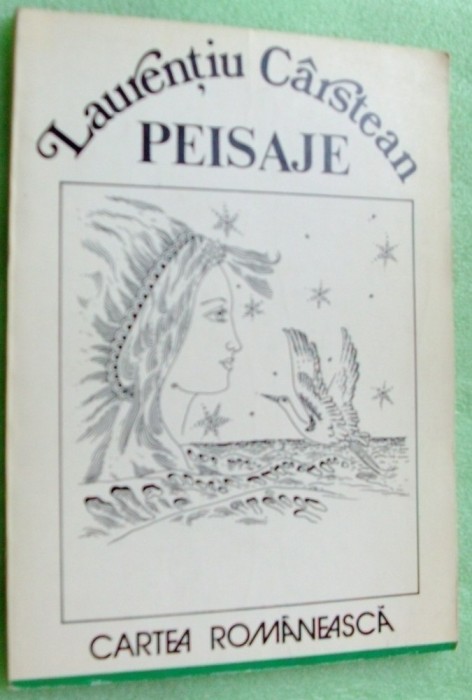 Laurențiu Cârstean
PEISAJE
CARTEA ROMÂNEASCĂ